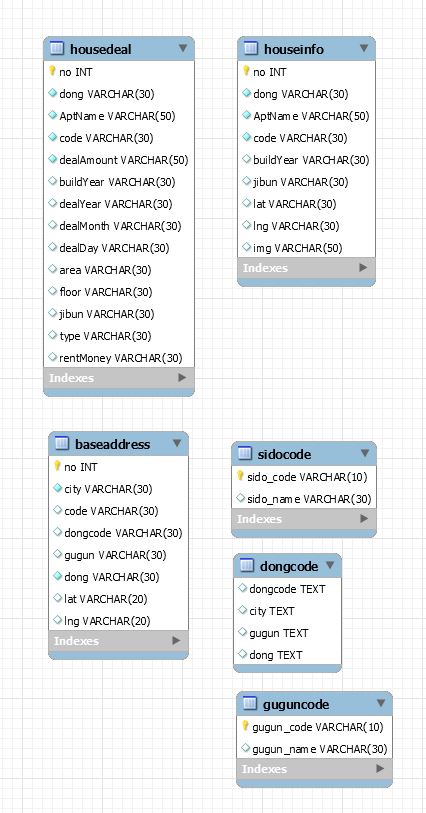 housedeal
no INT
dong VARCHAR(30)
AptName VARCHAR(50)
code VARCHAR(30)
dealAmount VARCHAR(50)
buildYear VARCHAR(30)
dealYear VARCHAR(30)
dealMonth VARCHAR(30)
dealDay VARCHAR(30)
area VARCHAR(30)
floor VARCHAR(30)
jibun VARCHAR(30)
type VARCHAR(30)
rentMoney VARCHAR(30)
Indexes
houseinfo
no INT
dong VARCHAR(30)
AptName VARCHAR(50)
code VARCHAR(30)
buildYear VARCHAR(30)
jibun VARCHAR(30)
lat VARCHAR(30)
lng VARCHAR(30)
img VARCHAR(50)
Indexes
baseaddress
no INT
city VARCHAR(30)
code VARCHAR(30)
dongcode VARCHAR(30)
gugun VARCHAR(30)
dong VARCHAR(30)
lat VARCHAR(20)
lng VARCHAR(20)
Indexes
sidocode
sido_code VARCHAR(10)
sido_name VARCHAR(30)
Indexes
dongcode
dongcode TEXT
city TEXT
gugun TEXT
dong TEXT
guguncode
gugun_code VARCHAR(10)
gugun_name VARCHAR(30)
Indexes